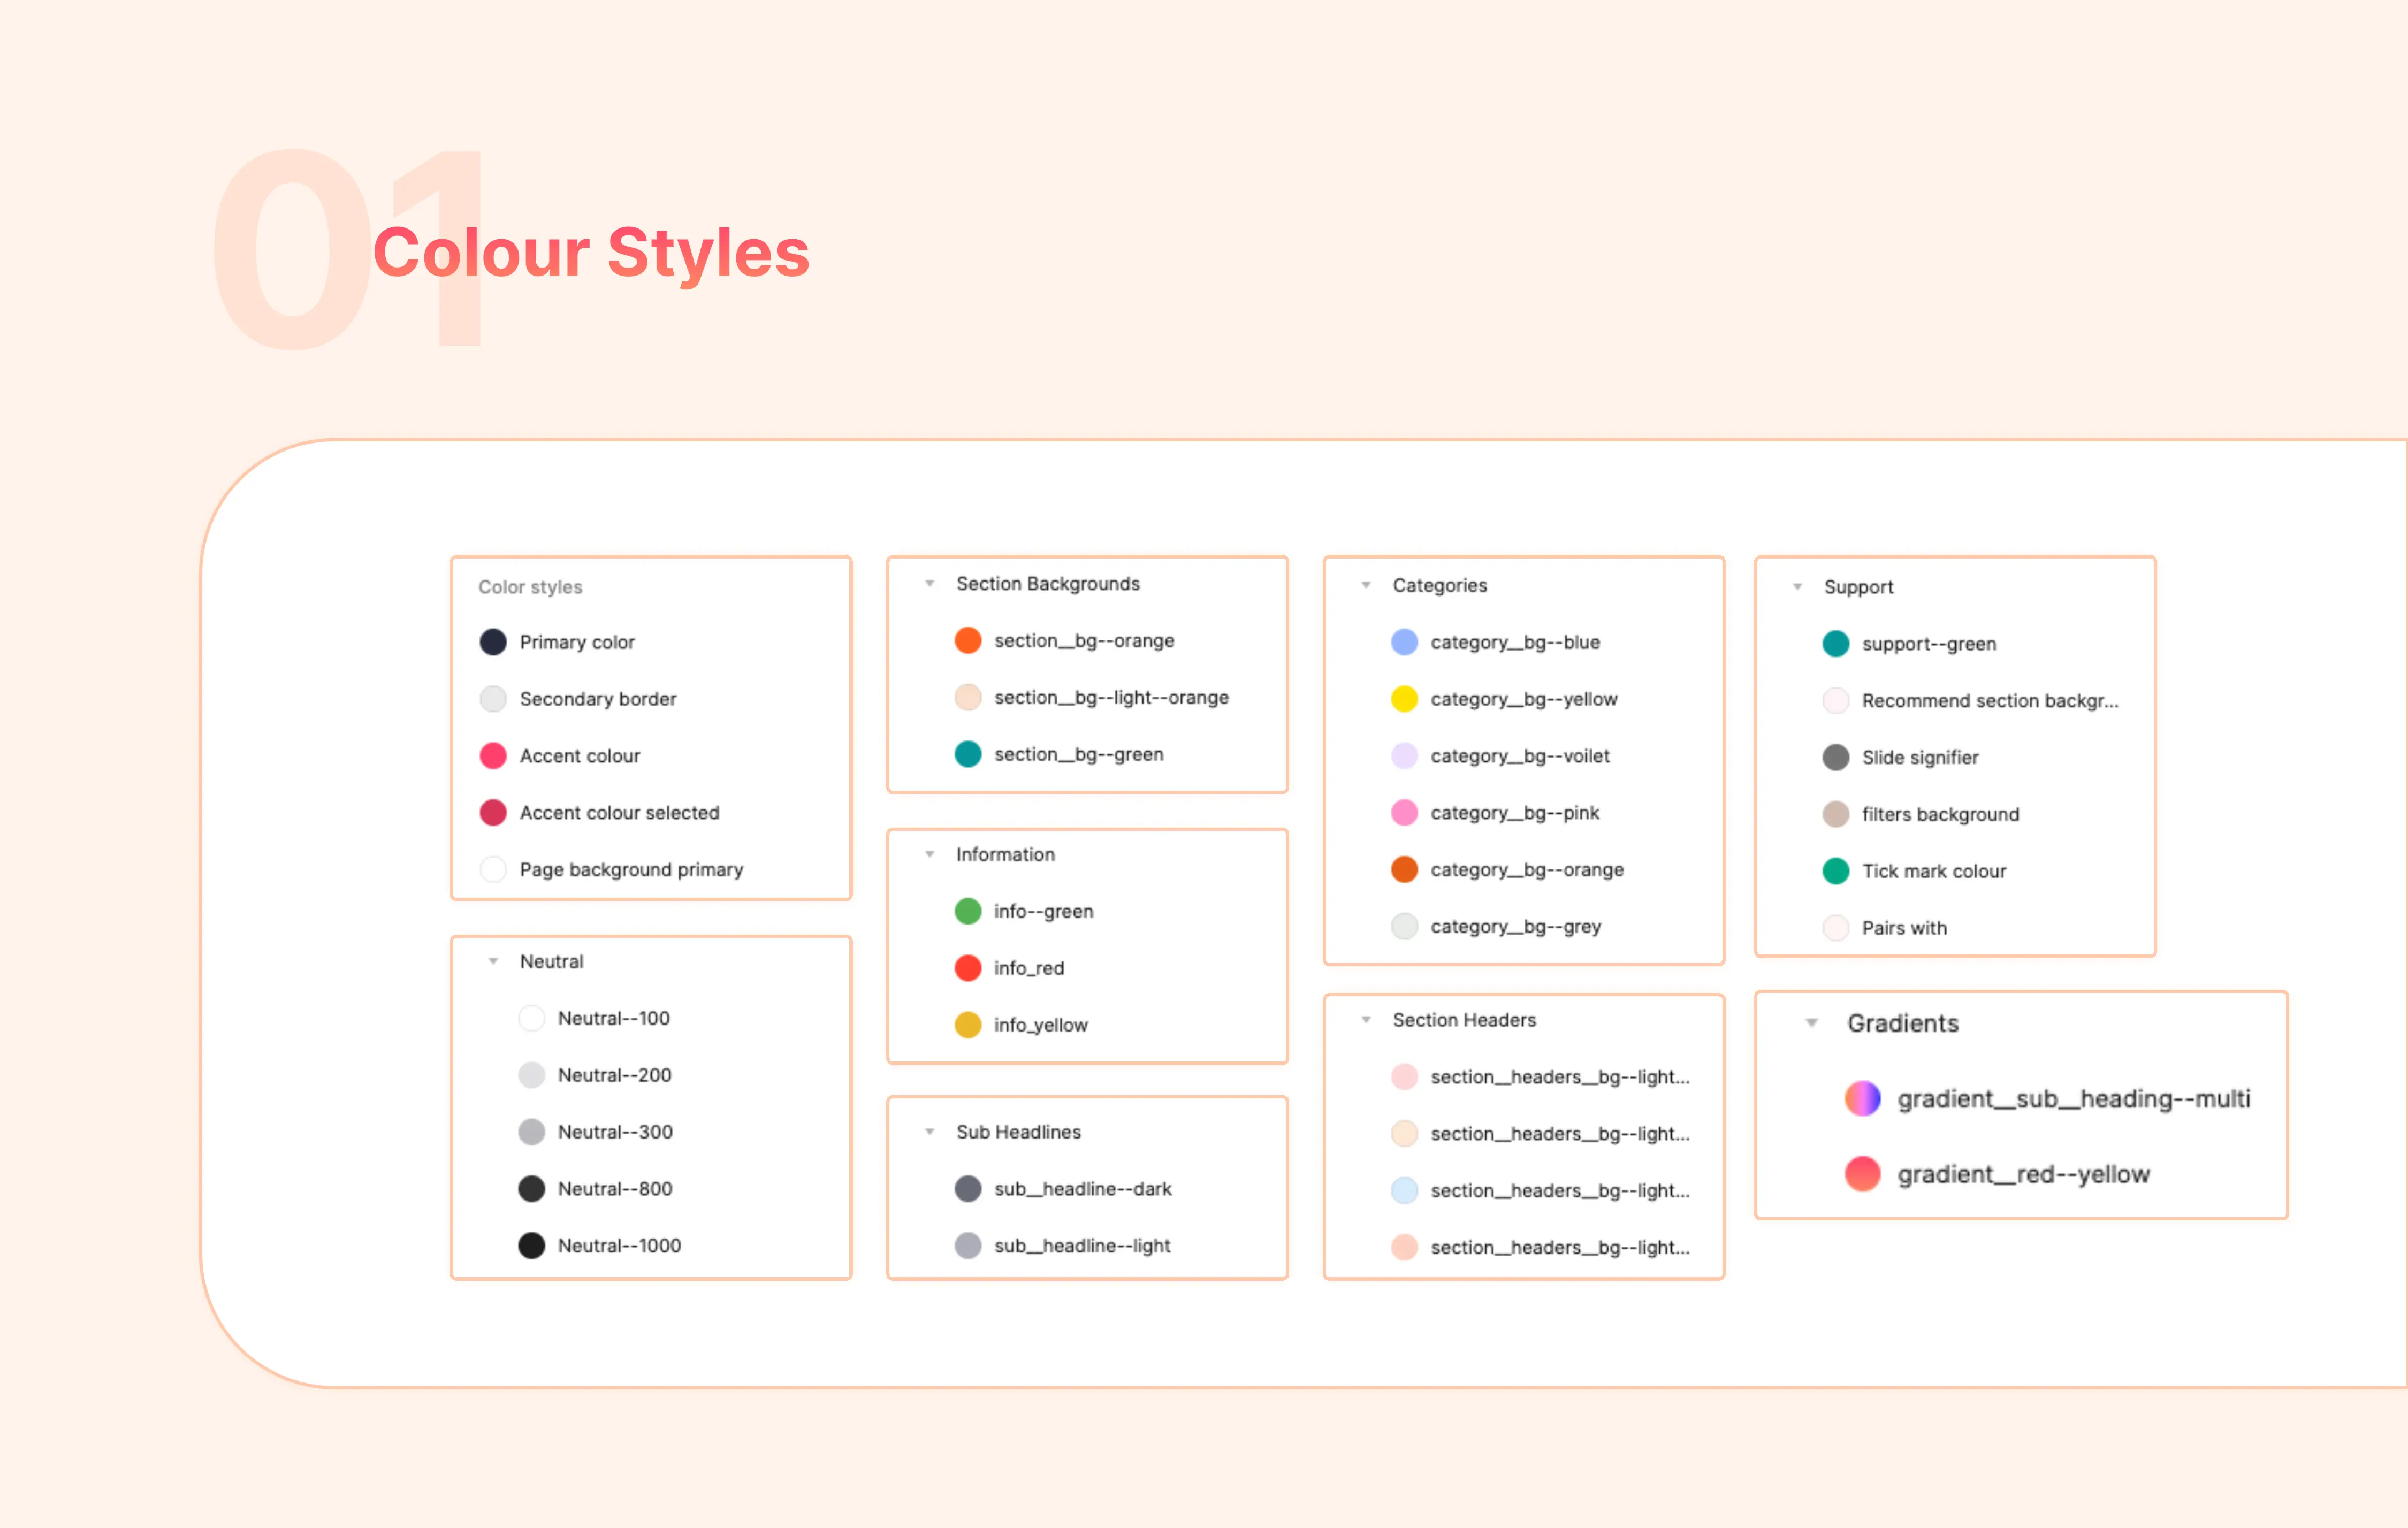 01
Colour Styles
Color styles
Primary color
Secondary border
Accent colour
Accent colour selected
Page background primary
Neutral
Neutral--100
Neutral--200
Neutral--300
Neutral--800
Neutral--1000
Section Backgrounds
section__bg--orange
section__bg--light--orange
section__bg--green
Information
info--green
info_red
info_yellow
Sub Headlines
sub__headline--dark
sub__headline--light
Categories
category__bg--blue
category__bg--yellow
category__bg--voilet
category__bg--pink
category__bg--orange
category__bg--grey
Section Headers
section__headers__bg--light...
section__headers__bg--light...
section__headers__bg--light...
section__headers__bg--light...
Support
support--green
Recommend section backgr...
Slide signifier
filters background
Tick mark colour
Pairs with
Gradients
gradient__sub__heading--multi
gradient__red--yellow